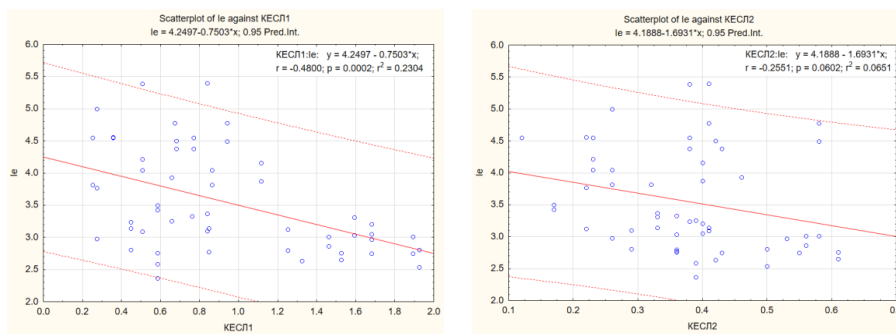 Scatterplot of Ie against КЕСЛ1
Ie = 4.2497-0.7503*x; 0.95 Pred.Int.
КЕСЛ1:Ie: y = 4.2497 - 0.7503*x;
r = -0.4800; p = 0.0002; r² = 0.2304
6.0
5.5
5.0
4.5
4.0
3.5
3.0
2.5
2.0
Ie
0.0 0.2 0.4 0.6 0.8 1.0 1.2 1.4 1.6 1.8 2.0
КЕСЛ1
Scatterplot of Ie against КЕСЛ2
Ie = 4.1888-1.6931*x; 0.95 Pred.Int.
КЕСЛ2:Ie: y = 4.1888 - 1.6931*x;
r = -0.2551; p = 0.0602; r² = 0.0651
6.0
5.5
5.0
4.5
4.0
3.5
3.0
2.5
2.0
Ie
0.1 0.2 0.3 0.4 0.5 0.6
КЕСЛ2